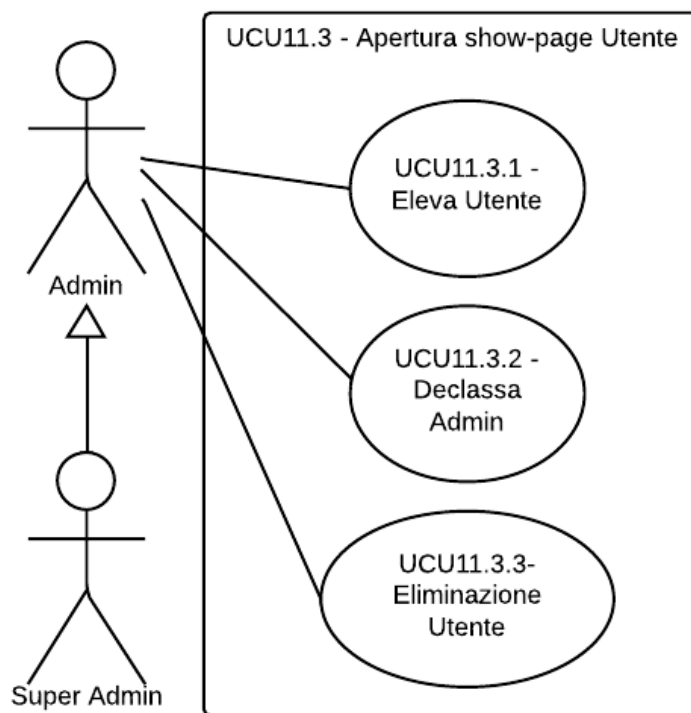 UCU11.3 - Apertura show-page Utente
UCU11.3.1 -
Eleva Utente
Admin
UCU11.3.2 -
Declassa
Admin
UCU11.3.3-
Eliminazione
Utente
Super Admin